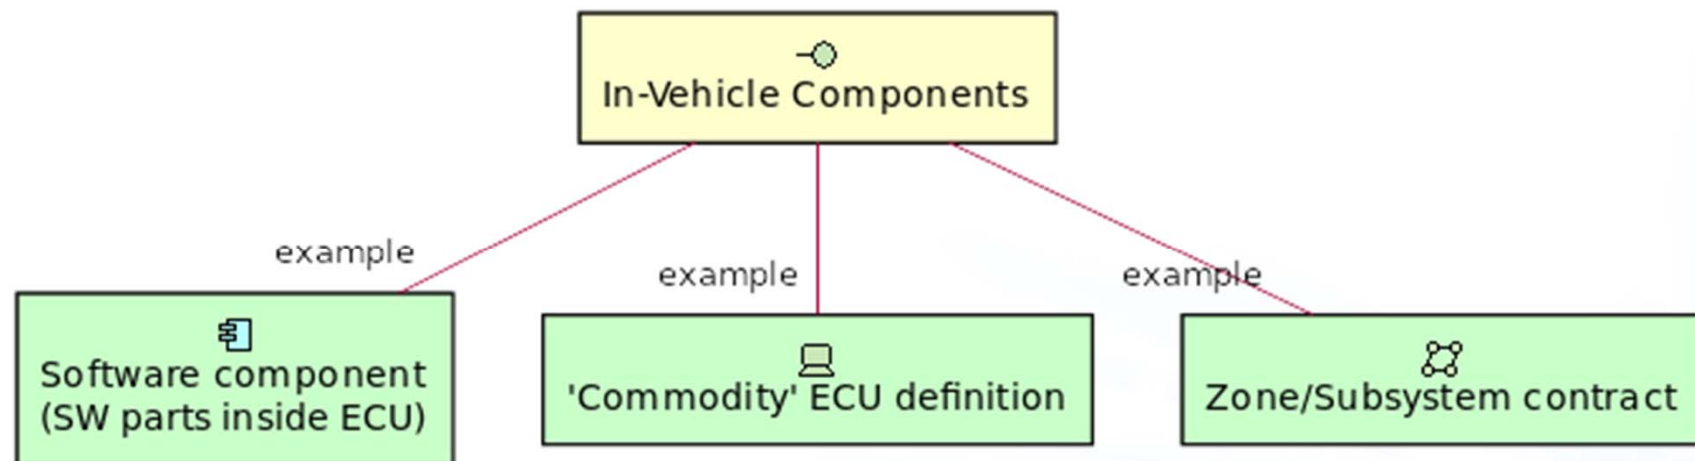 In-Vehicle Components
example
example
example
Software component
(SW parts inside ECU)
'Commodity' ECU definition
Zone/Subsystem contract